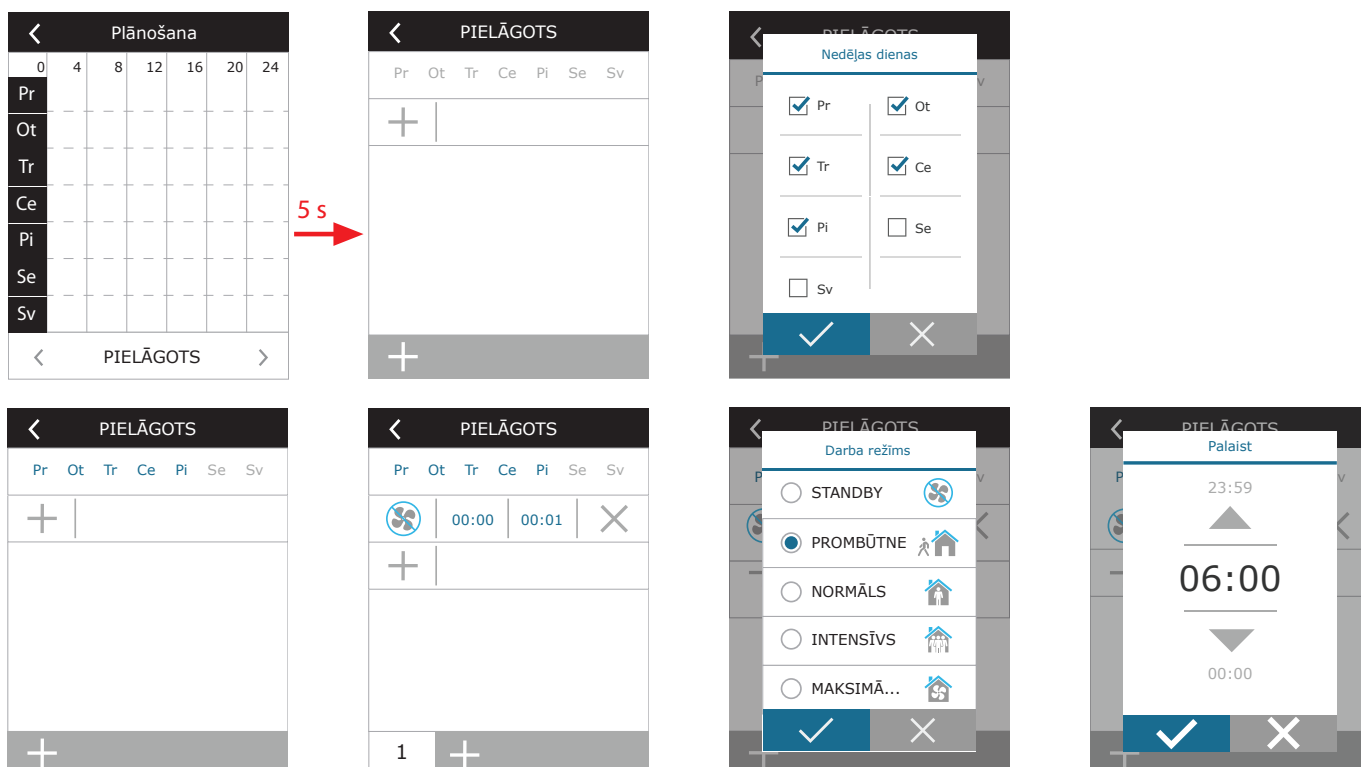 Plānošana
0 4 8 12 16 20 24
Pr
Ot
Tr
Ce
Pi
Se
Sv
PIELĀGOTS
5 s
PIELĀGOTS
Pr Ot Tr Ce Pi Se Sv
PIELĀGOTS
P v
Nedēļas dienas
Pr Ot
Tr Ce
Pi Se
Sv
PIELĀGOTS
Pr Ot Tr Ce Pi Se Sv
PIELĀGOTS
Pr Ot Tr Ce Pi Se Sv
00:00 00:01
1
PIELĀGOTS
P v
Darba režīms
STANDBY
PROMBŪTNE
NORMĀLS
INTENSĪVS
MAKSIMĀ...
PIELĀGOTS
P v
Palaist
23:59
06:00
00:00